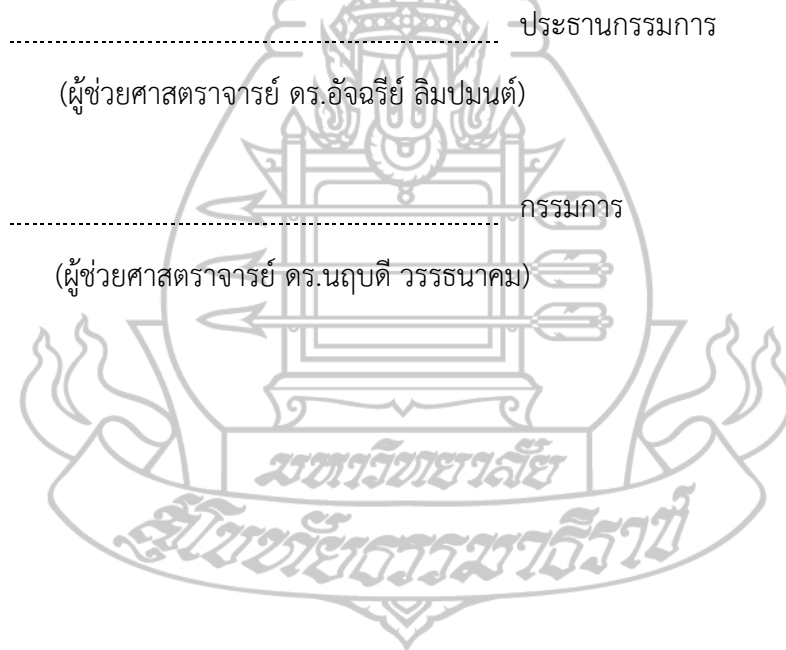 ประธานกรรมการ
(ผู้ช่วยศาสตราจารย์ ดร.อัจฉรีย์ ลิมปมนต์)
กรรมการ
(ผู้ช่วยศาสตราจารย์ ดร.นฤบดี วรรธนาคม)
มหาวิทยาลัย
สุโขทัยธรรมาธิราช